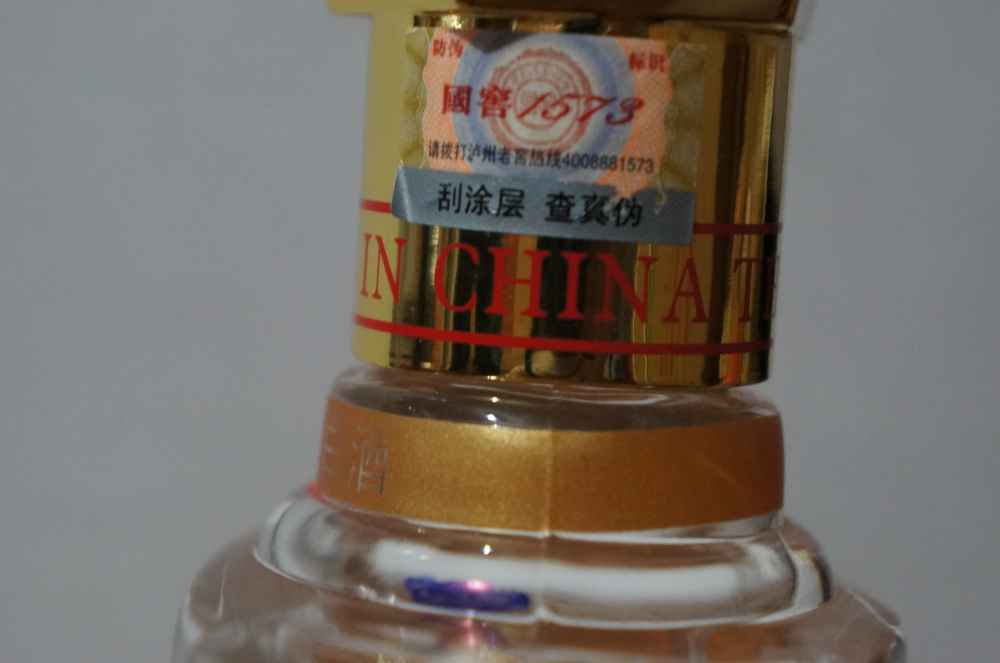 防伪 标识
國窖1573
请拨打泸州老窖热线4008881573
刮涂层 查真伪
IN CHINA
酒